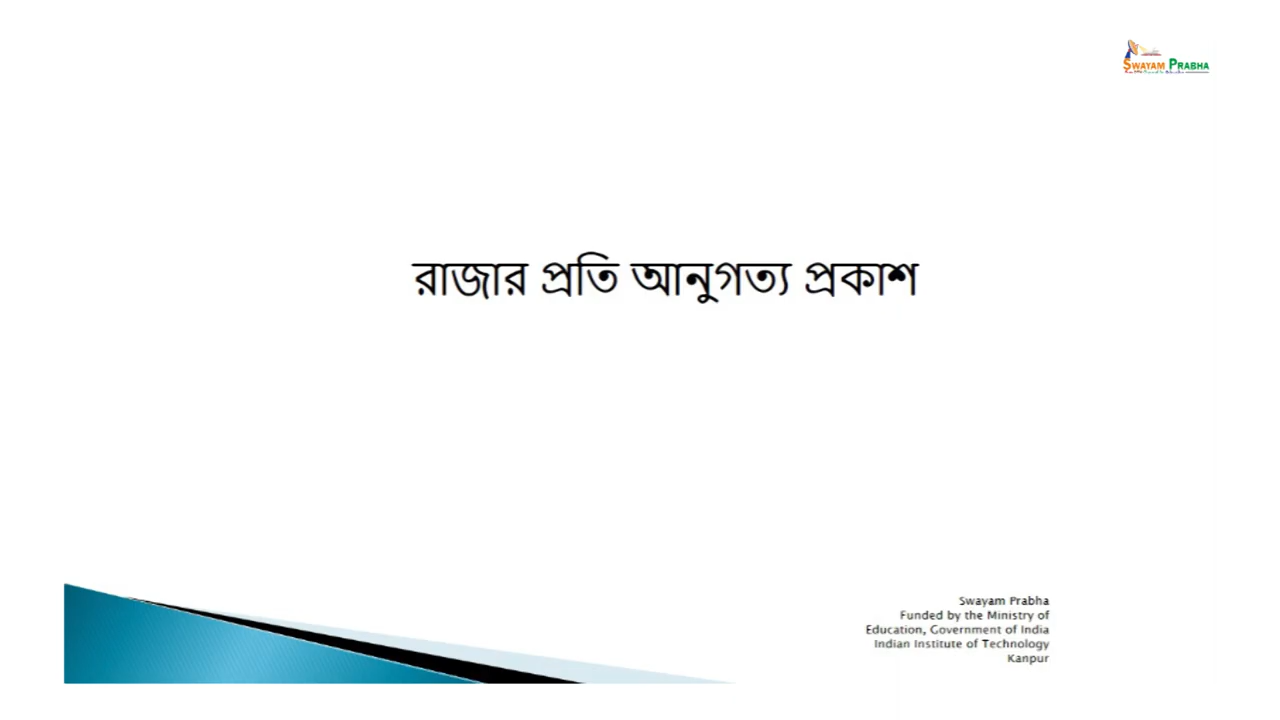 SWAYAM PRABHA
রাজার প্রতি আনুগত্য প্রকাশ
Swayam Prabha
Funded by the Ministry of
Education, Government of India
Indian Institute of Technology
Kanpur